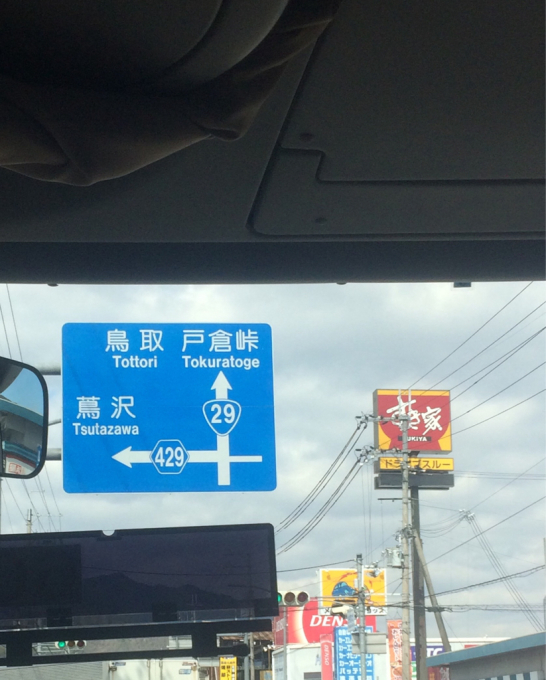 鳥取 戸倉峠
Tottori Tokuratoge
蔦沢
Tsutazawa
29
429
すき家
SUKIYA
ドライブスルー
DENSO